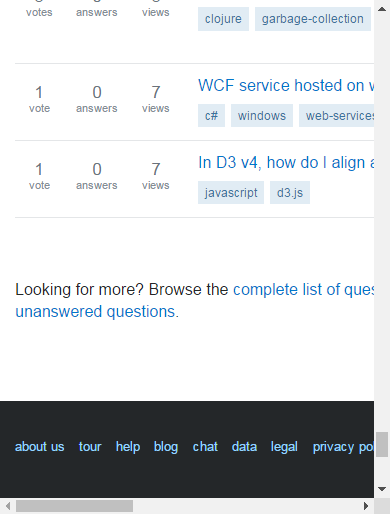 votes answers views
clojure garbage-collection
1 0 7 WCF service hosted on
vote answers views
c# windows web-services
1 0 7 In D3 v4, how do I align
vote answers views
javascript d3.js
Looking for more? Browse the complete list of
unanswered questions.
about us tour help blog chat data legal privacy